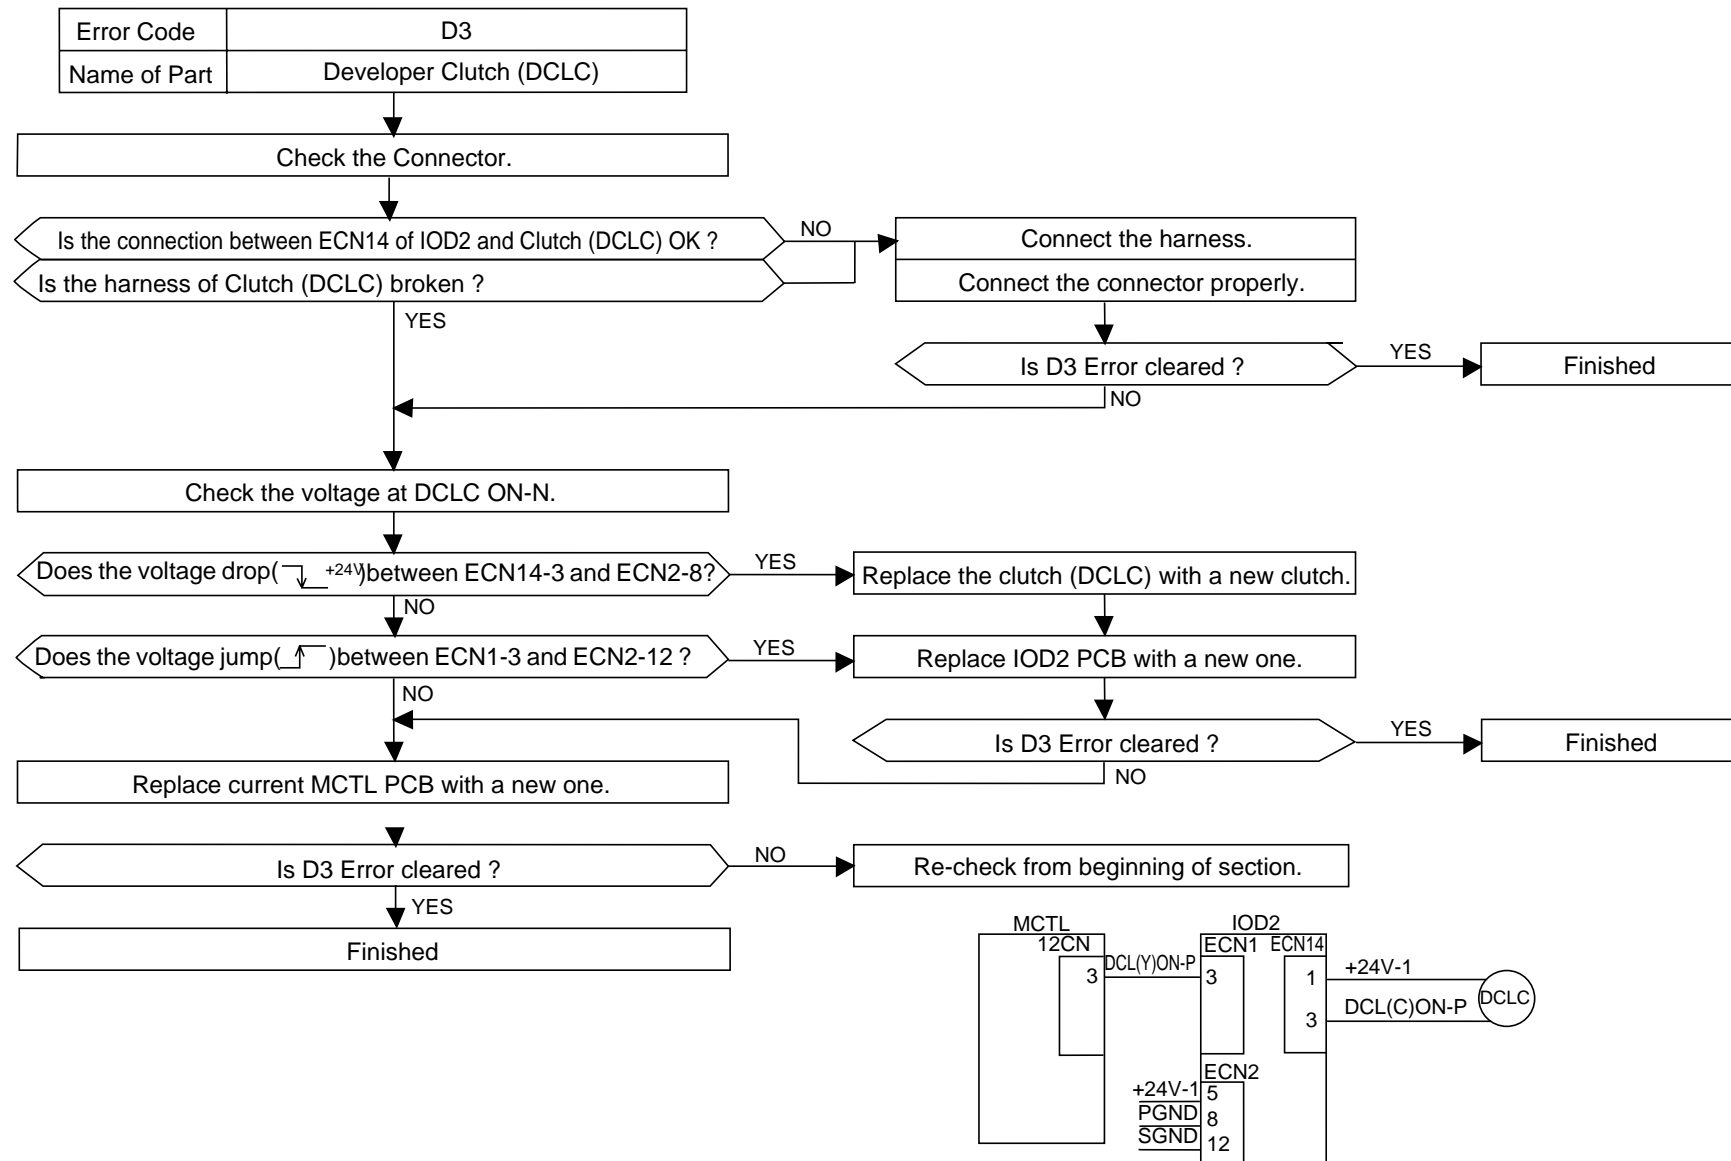 Error Code
D3
Name of Part
Developer Clutch (DCLC)
Check the Connector.
Is the connection between ECN14 of IOD2 and Clutch (DCLC) OK ?
NO
Connect the harness.
Is the harness of Clutch (DCLC) broken ?
Connect the connector properly.
YES
Is D3 Error cleared ?
YES
Finished
NO
Check the voltage at DCLC ON-N.
Does the voltage drop( +24V)between ECN14-3 and ECN2-8?
YES
Replace the clutch (DCLC) with a new clutch.
NO
Does the voltage jump( )between ECN1-3 and ECN2-12 ?
YES
Replace IOD2 PCB with a new one.
NO
Is D3 Error cleared ?
YES
Finished
NO
Replace current MCTL PCB with a new one.
Is D3 Error cleared ?
NO
Re-check from beginning of section.
YES
Finished
MCTL
IOD2
12CN
ECN1
ECN14
3
DCL(Y)ON-P
3
1
+24V-1
DCLC
3
DCL(C)ON-P
ECN2
+24V-1
5
PGND
8
SGND
12